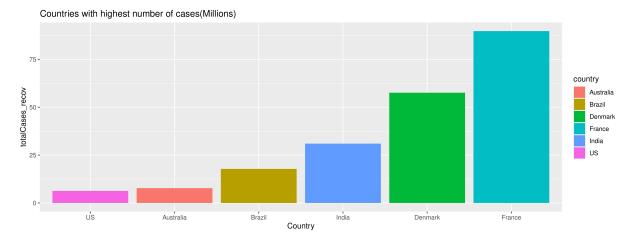 Countries with highest number of cases(Millions)
totalCases_recov
75
50
25
0
US Australia Brazil India Denmark France
Country
country
Australia
Brazil
Denmark
France
India
US